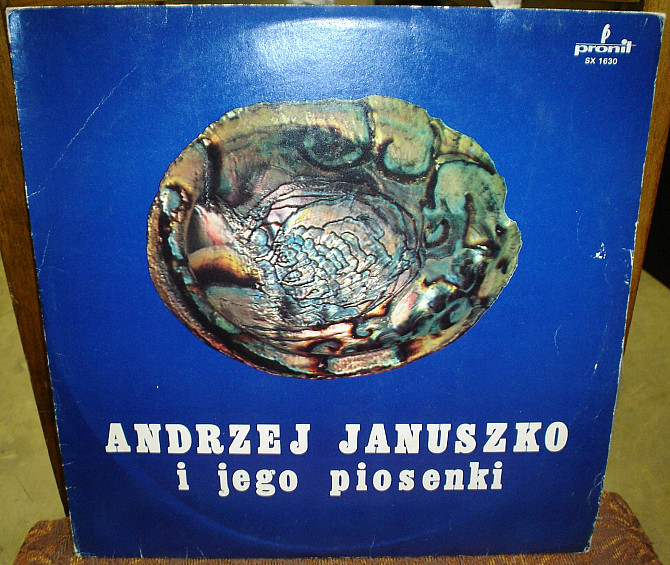 pronit
SX 1630
ANDRZEJ JANUSZKO
i jego piosenki